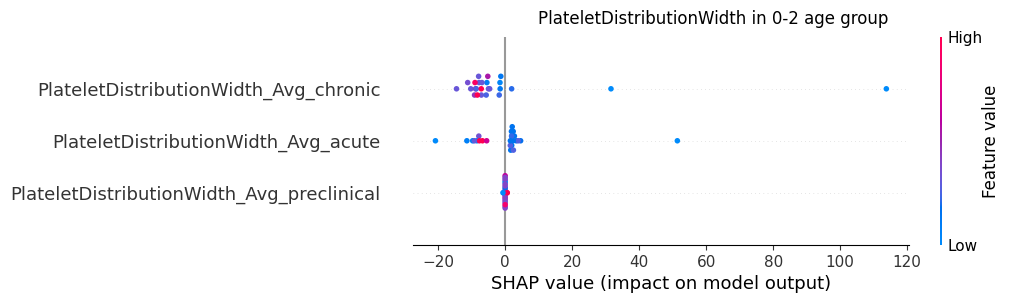 PlateletDistributionWidth in 0-2 age group
High
PlateletDistributionWidth_Avg_chronic
PlateletDistributionWidth_Avg_acute
PlateletDistributionWidth_Avg_preclinical
Feature value
Low
−20 0 20 40 60 80 100 120
SHAP value (impact on model output)